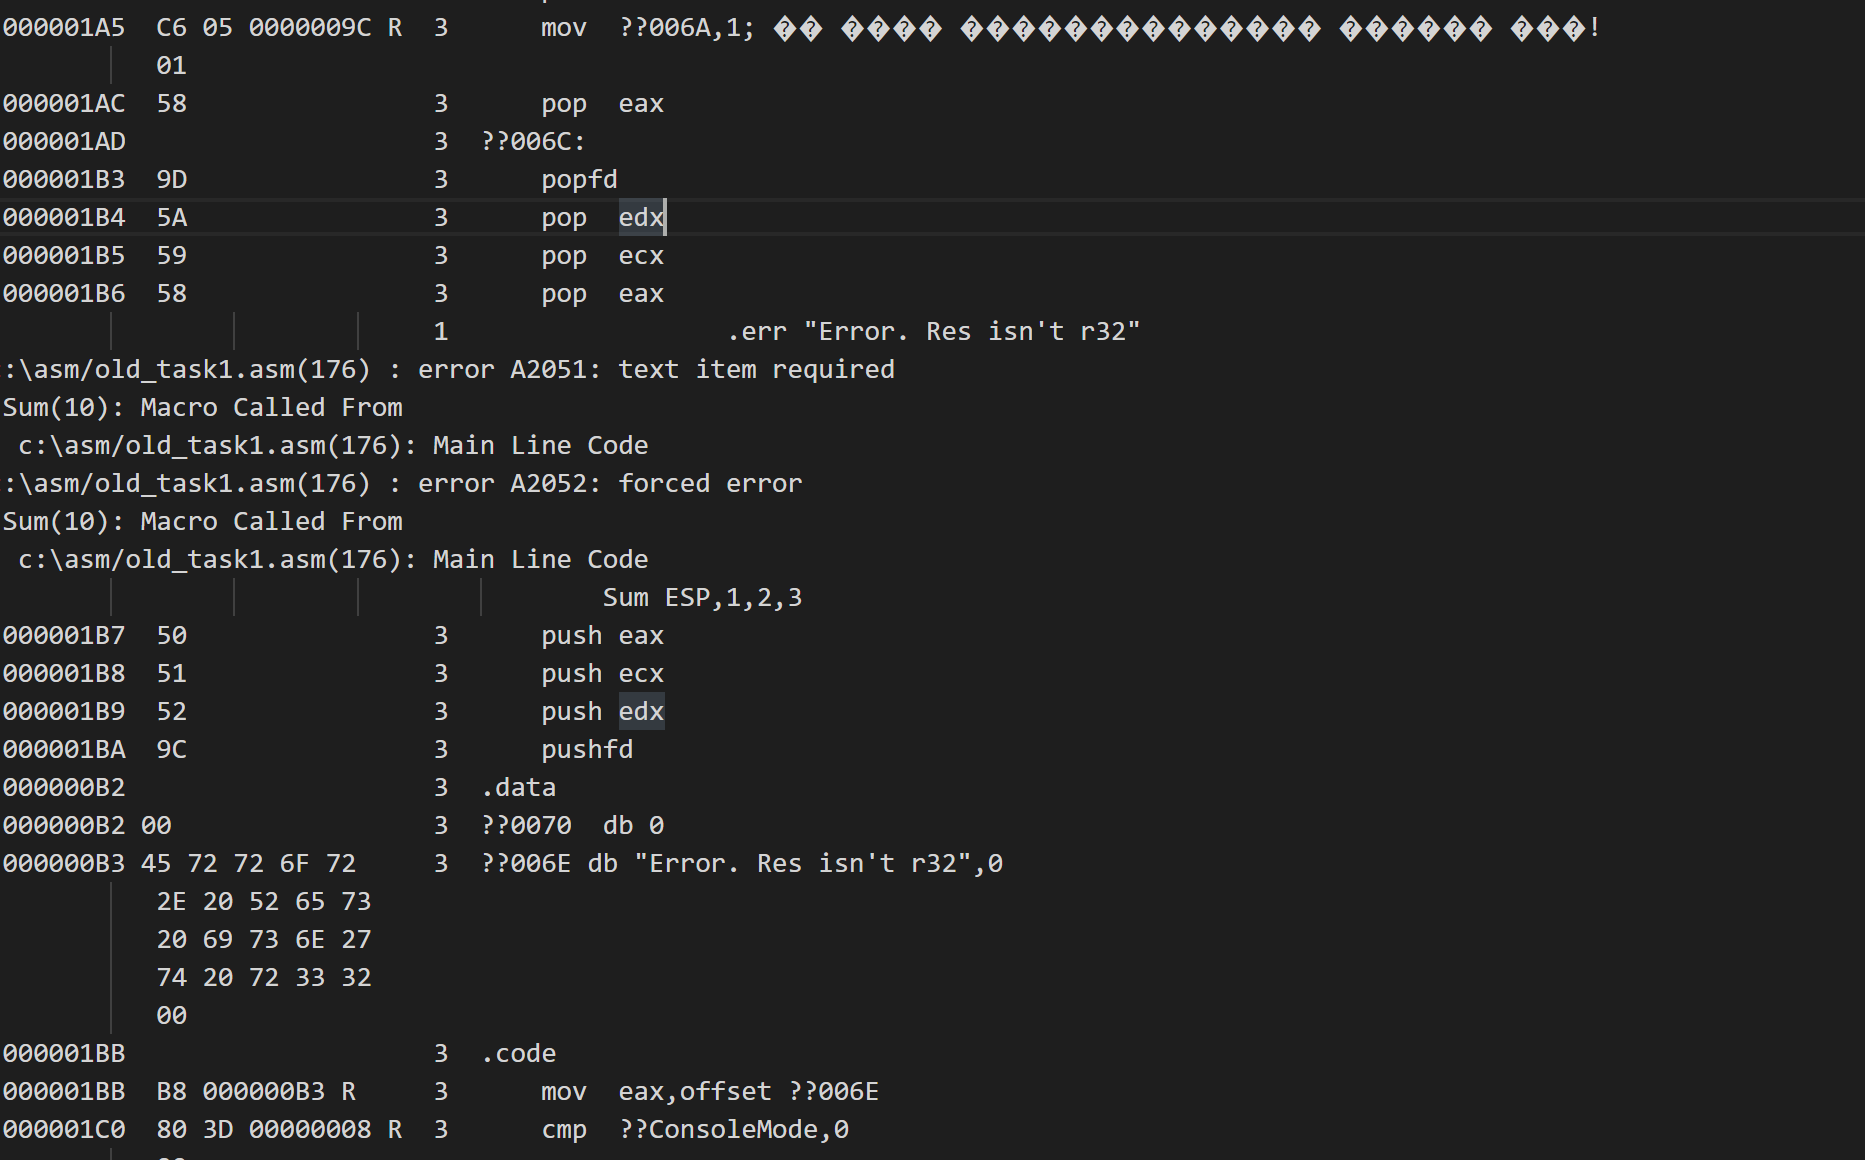 000001A5  C6 05 0000009C R  3      mov  ??006A,1; �� ���� �������������� ������ ���!
01
000001AC  58                3      pop  eax
000001AD                    3  ??006C:
000001B3  9D                3      popfd
000001B4  5A                3      pop  edx
000001B5  59                3      pop  ecx
000001B6  58                3      pop  eax
1                  .err "Error. Res isn't r32"
:\asm/old_task1.asm(176) : error A2051: text item required
Sum(10): Macro Called From
c:\asm/old_task1.asm(176): Main Line Code
:\asm/old_task1.asm(176) : error A2052: forced error
Sum(10): Macro Called From
c:\asm/old_task1.asm(176): Main Line Code
Sum ESP,1,2,3
000001B7  50                3      push eax
000001B8  51                3      push ecx
000001B9  52                3      push edx
000001BA  9C                3      pushfd
000000B2                    3  .data
000000B2 00                 3  ??0070  db 0
000000B3 45 72 72 6F 72     3  ??006E db "Error. Res isn't r32",0
2E 20 52 65 73
20 69 73 6E 27
74 20 72 33 32
00
000001BB                    3  .code
000001BB  B8 000000B3 R     3      mov  eax,offset ??006E
000001C0  80 3D 00000008 R  3      cmp  ??ConsoleMode,0